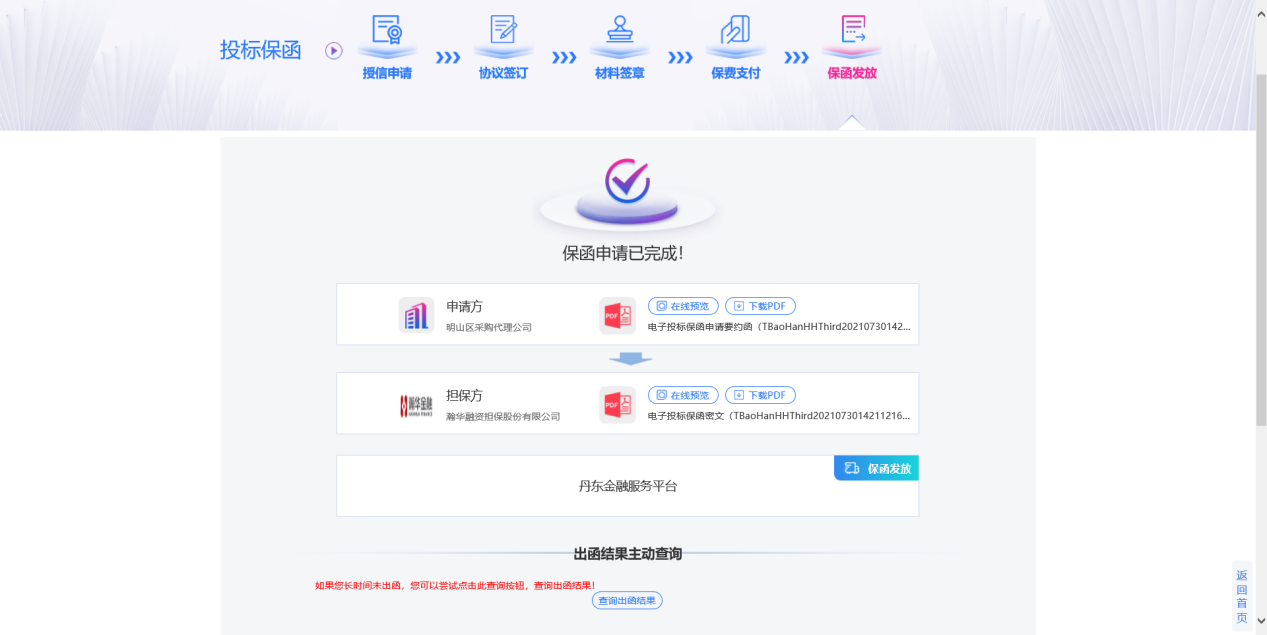 投标保函
授信申请
协议签订
材料签章
保费支付
保函发放
保函申请已完成!
申请方
明山区采购代理公司
PDF
在线预览
下载PDF
电子投标保函申请要约函（TBaoHanHHThird20210730142...
瀚华金融
担保方
瀚华融资担保股份有限公司
PDF
在线预览
下载PDF
电子投标保函密文（TBaoHanHHThird2021073014211216...
保函发放
丹东金融服务平台
出函结果主动查询
如果您长时间未出函，您可以尝试点击此查询按钮，查询出函结果!
查询出函结果
返回首页